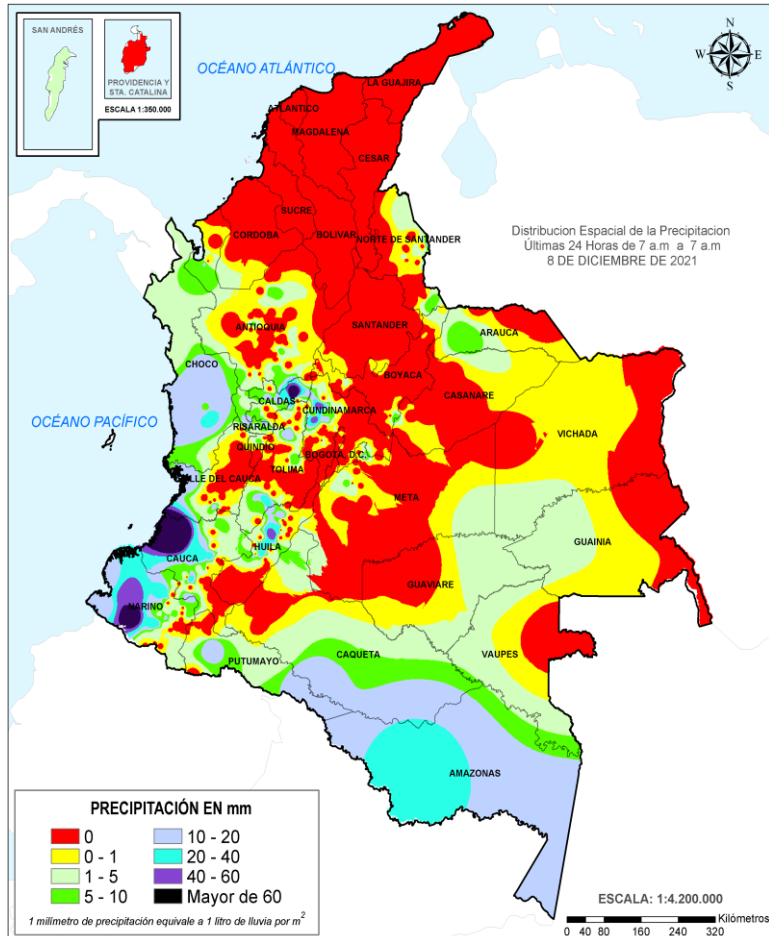 SAN ANDRÉS
PROVIDENCIA Y
STA. CATALINA
ESCALA 1:350.000
OCÉANO ATLÁNTICO
N
W
E
S
LA GUAJIRA
ATLANTICO
MAGDALENA
CESAR
SUCRE
CORDOBA
BOLIVAR
NORTE DE SANTANDER
Distribucion Espacial de la Precipitacion
Últimas 24 Horas de 7 a.m a 7 a.m
8 DE DICIEMBRE DE 2021
ANTIOQUIA
SANTANDER
ARAUCA
CHOCO
BOYACA
CASANARE
CALDAS
CUNDINAMARCA
OCÉANO PACÍFICO
RISARALDA
VICHADA
QUINDIO
BOGOTA, D.C.
TOLIMA
VALLE DEL CAUCA
META
HUILA
GUAINIA
CAUCA
GUAVIARE
NARIÑO
CAQUETA
VAUPES
PUTUMAYO
AMAZONAS
PRECIPITACIÓN EN mm
0
10 - 20
0 - 1
20 - 40
1 - 5
40 - 60
5 - 10
Mayor de 60
1 milímetro de precipitación equivale a 1 litro de lluvia por m2
ESCALA: 1:4.200.000
Kilómetros
0 40 80 160 240 320